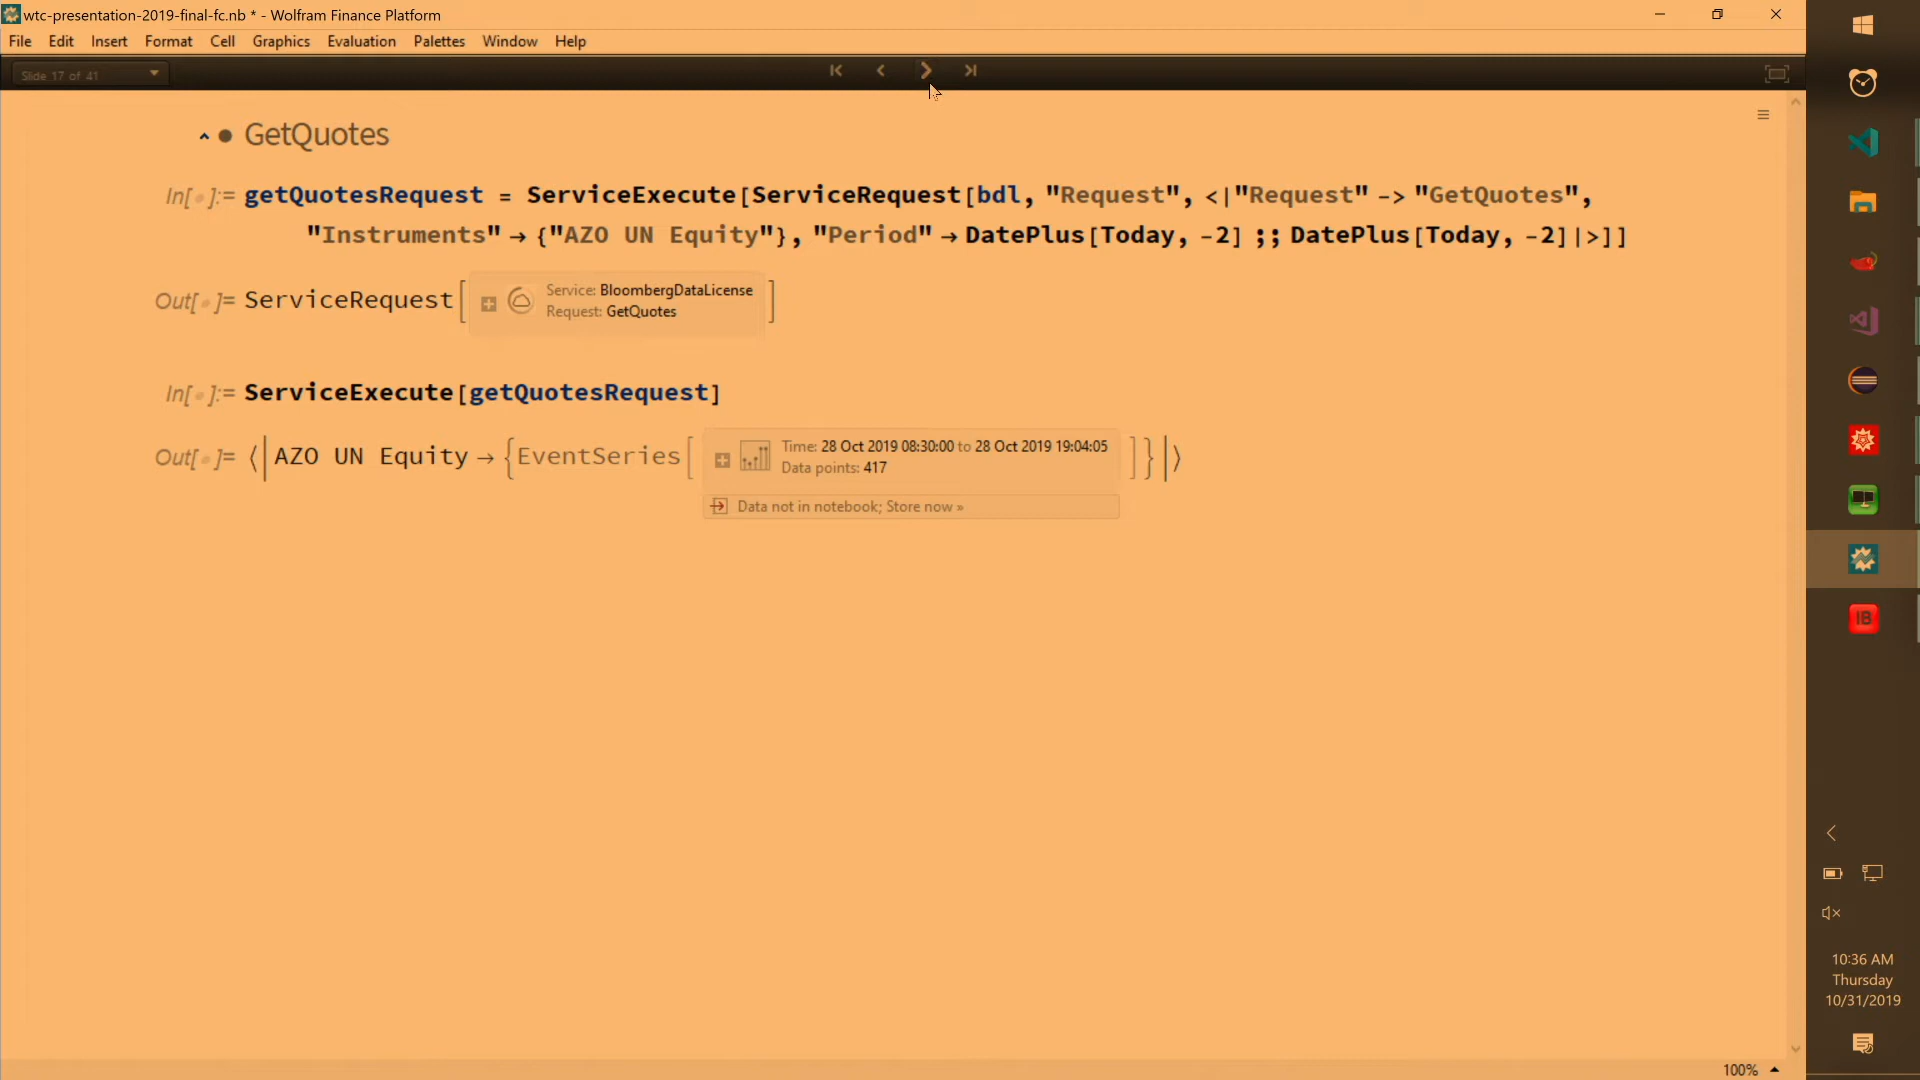 wtc-presentation-2019-final-fc.nb * - Wolfram Finance Platform
File Edit Insert Format Cell Graphics Evaluation Palettes Window Help
Slide 17 of 41
GetQuotes
In[•]:= getQuotesRequest = ServiceExecute[ServiceRequest[bdl, "Request", <|"Request" -> "GetQuotes",
"Instruments" → {"AZO UN Equity"}, "Period" → DatePlus[Today, -2] ;; DatePlus[Today, -2]|>]]
Out[•]= ServiceRequest[ Service: BloombergDataLicense
Request: GetQuotes ]
In[•]:= ServiceExecute[getQuotesRequest]
Out[•]= <|AZO UN Equity → {EventSeries[ Time: 28 Oct 2019 08:30:00 to 28 Oct 2019 19:04:05
Data points: 417 ]}|>
Data not in notebook; Store now »
100%
IB
10:36 AM
Thursday
10/31/2019